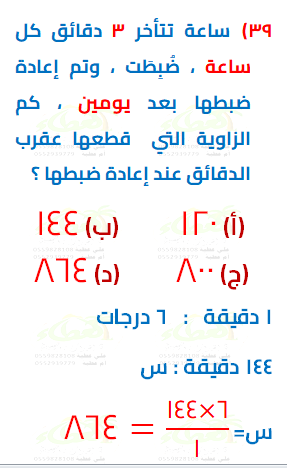 ٣٩) ساعة تتأخر ٣ دقائق كل
ساعة ، ضُبِطَت ، وتم إعادة
ضبطها بعد يومين ، كم
الزاوية التي قطعها عقرب
الدقائق عند إعادة ضبطها ؟
(أ) ١٢٠ (ب) ١٤٤
(ج) ٨٠٠ (د) ٨٦٤
١ دقيقة : ٦ درجات
١٤٤ دقيقة : س
س= ٦×١٤٤ / ١ = ٨٦٤